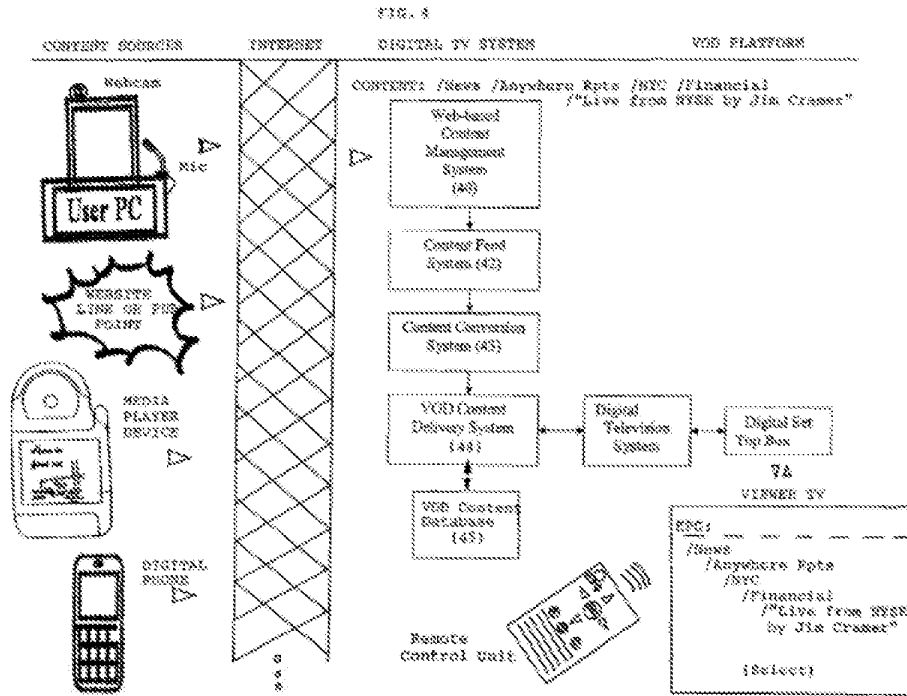 FIG. 4
CONTENT SOURCES
INTERNET
DIGITAL TV SYSTEM
VOD PLATFORM
Webcam
Mic
User PC
WEBSITE
LINE OR
POINT
MEDIA
PLAYER
DEVICE
DIGITAL
PHONE
CONTENT: /News /Anywhere Rpts /NYC /Financial
/"Live from NYSE by Jim Cramer"
Web-based
Content
Management
System
(40)
Content Feed
System (42)
Content Conversion
System (43)
VOD Content
Delivery System
(44)
VOD Content
Database
(45)
Digital
Television
System
Digital Set
Top Box
VIEWER TV
EPG:
/News
/Anywhere Rpts
/NYC
/Financial
/"Live from NYSE
by Jim Cramer"
(Select)
Remote
Control Unit